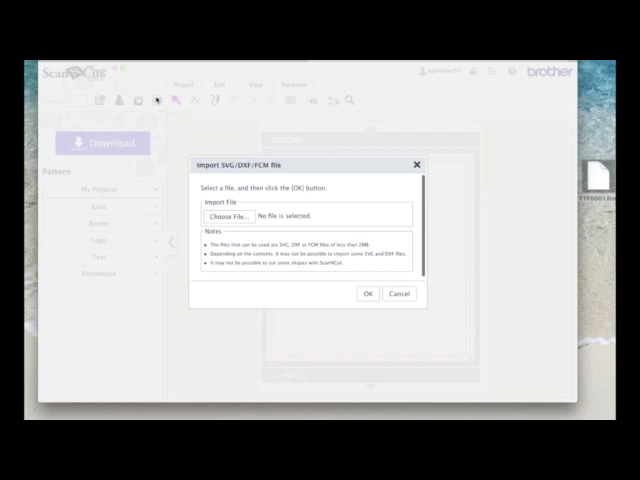 Scan Cut
brother
Project
Edit
View
Premium
Download
Pattern
My Projects
Basic
Border
Logo
Text
Import SVG/DXF/FCM file
Select a file, and then click the [OK] button.
Import File
Choose File... No file is selected.
Notes
The files that can be used are SVG, DXF or FCM files of less than 2MB.
Depending on the contents, it may not be possible to import some SVG and DXF files.
It may not be possible to cut some shapes with ScanNCut.
OK
Cancel